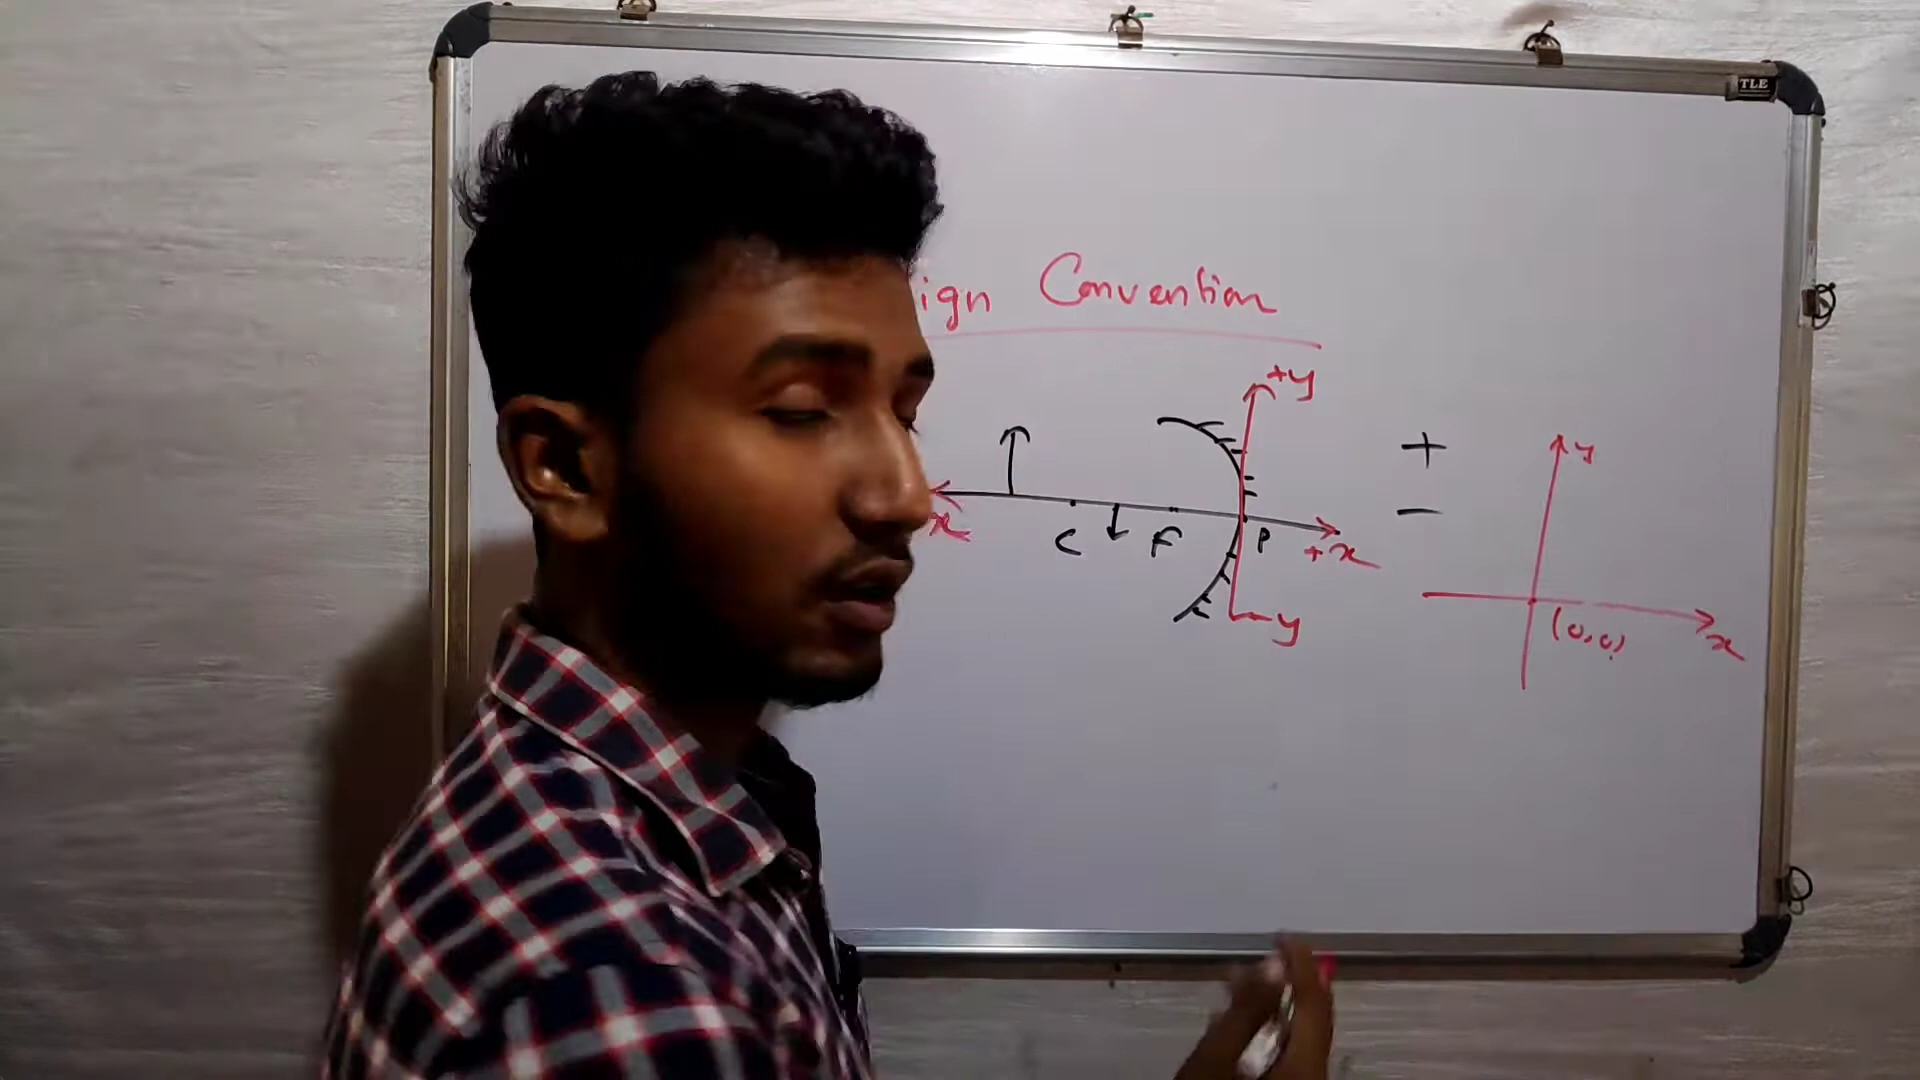 TLE
ign Convention
+y
+
y
-
x
C F P
+x
-y
(0,0)
x